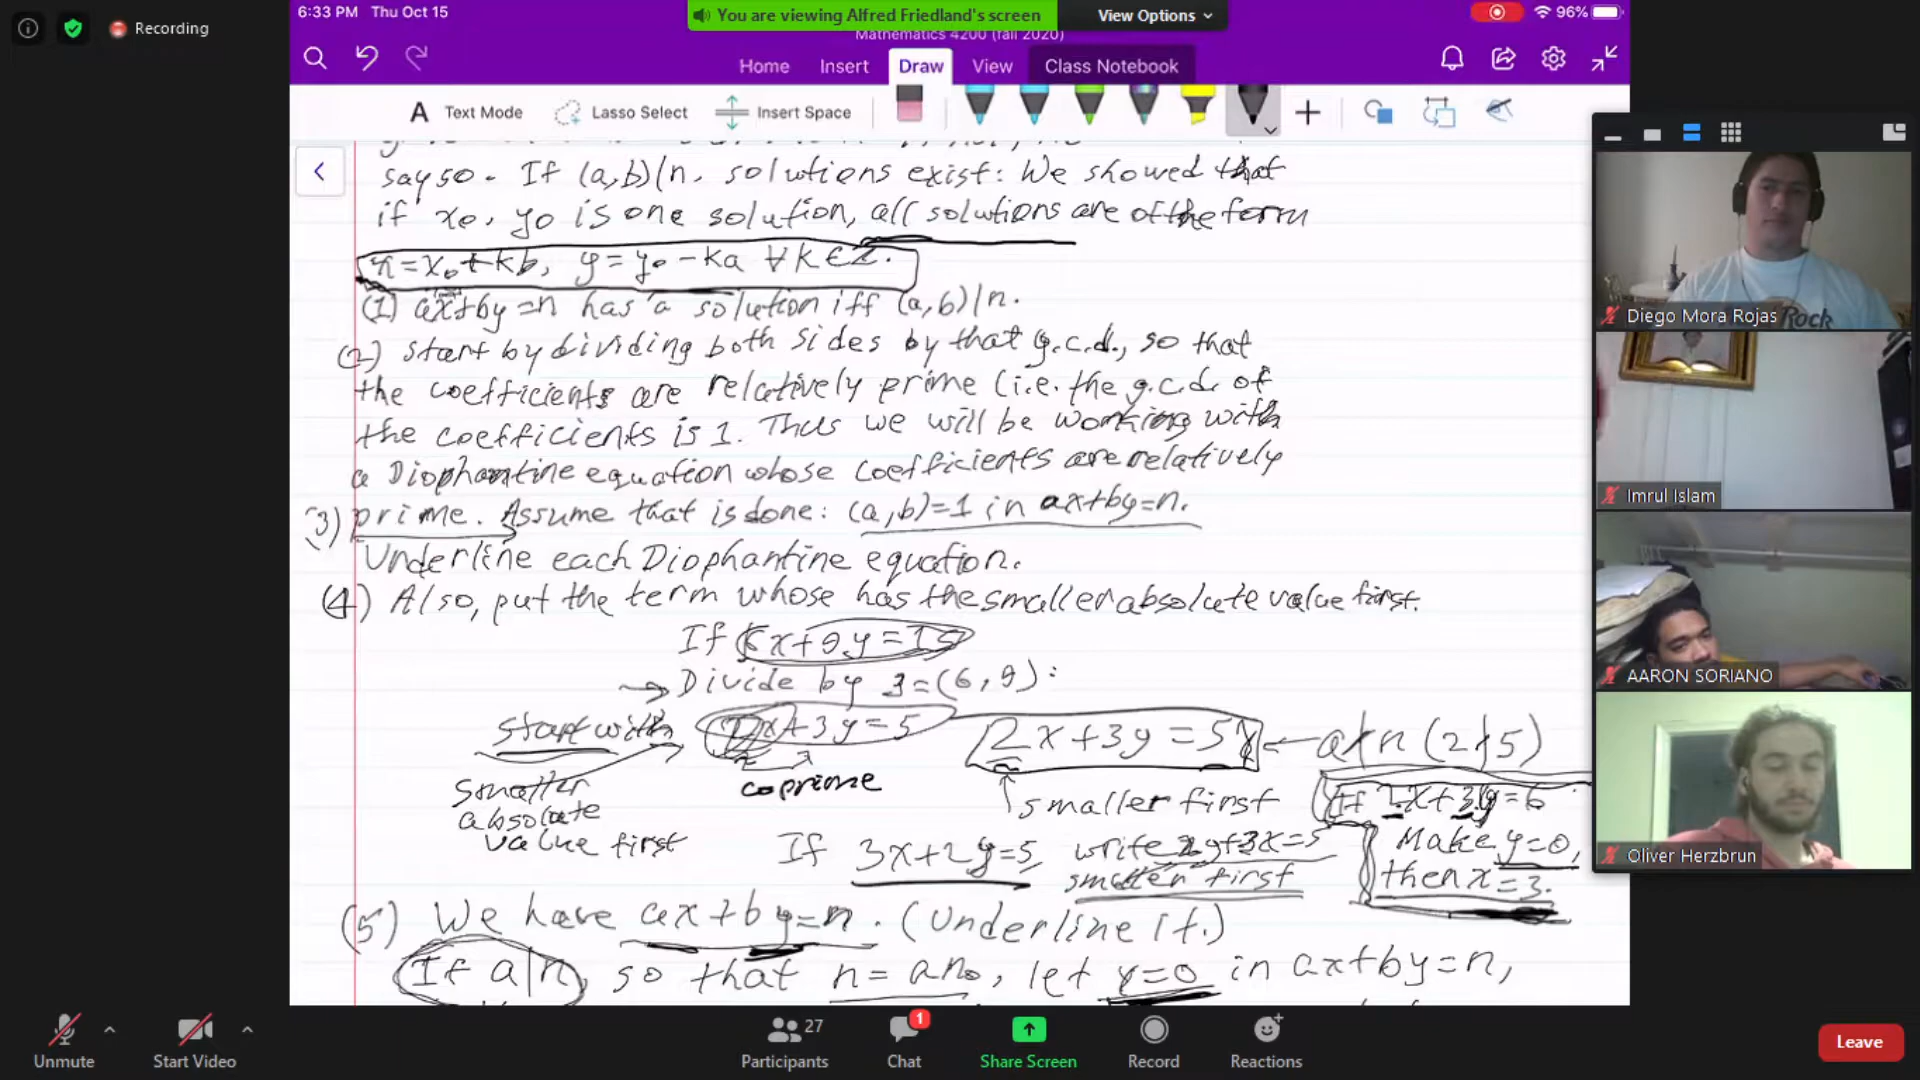 6:33 PM Thu Oct 15
You are viewing Alfred Friedland's screen
View Options
96%
Recording
Mathematics 4200 (fall 2020)
Home Insert Draw View Class Notebook
A Text Mode Lasso Select Insert Space
say so. If (a,b)|n, solutions exist: We showed that
if x₀, y₀ is one solution, all solutions are of the form
x=x₀+kb, y=y₀-ka ∀k∈Z.
(1) ax+by=n has a solution iff (a,b)|n.
(2) start by dividing both sides by that g.c.d., so that
the coefficients are relatively prime (i.e. the g.c.d. of
the coefficients is 1. Thus we will be working with
a Diophantine equation whose coefficients are relatively
(3) prime. Assume that is done: (a,b)=1 in ax+by=n.
Underline each Diophantine equation.
(4) Also, put the term whose has the smaller absolute value first.
If 6x+9y=15
→ Divide by 3=(6,9):
start with 2x+3y=5 2x+3y=5 ← a∤n (2∤5)
smaller coprime ↑ smaller first If 2x+3y=6
absolute
value first If 3x+2y=5 write 2y+3x=5 Make y=0,
smaller first then x=3.
(5) We have ax+by=n. (Underline it.)
If a|n, so that n=an₀, let y=0 in ax+by=n,
Diego Mora Rojas
Imrul Islam
AARON SORIANO
Oliver Herzbrun
Unmute
Start Video
27
Participants
1
Chat
Share Screen
Record
Reactions
Leave